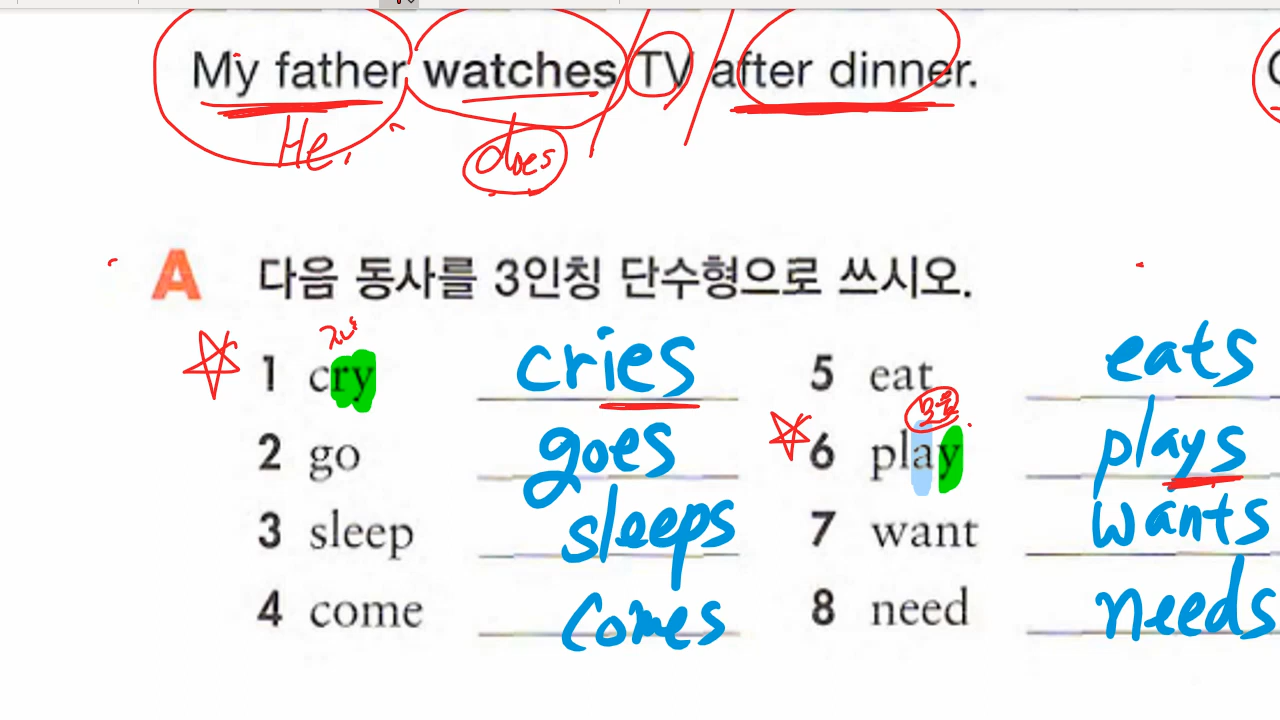 My father watches TV after dinner.
He.
does
A 다음 동사를 3인칭 단수형으로 쓰시오.
1 cry cries
2 go goes
3 sleep sleeps
4 come comes
5 eat eats
모음
6 play plays
7 want wants
8 need needs